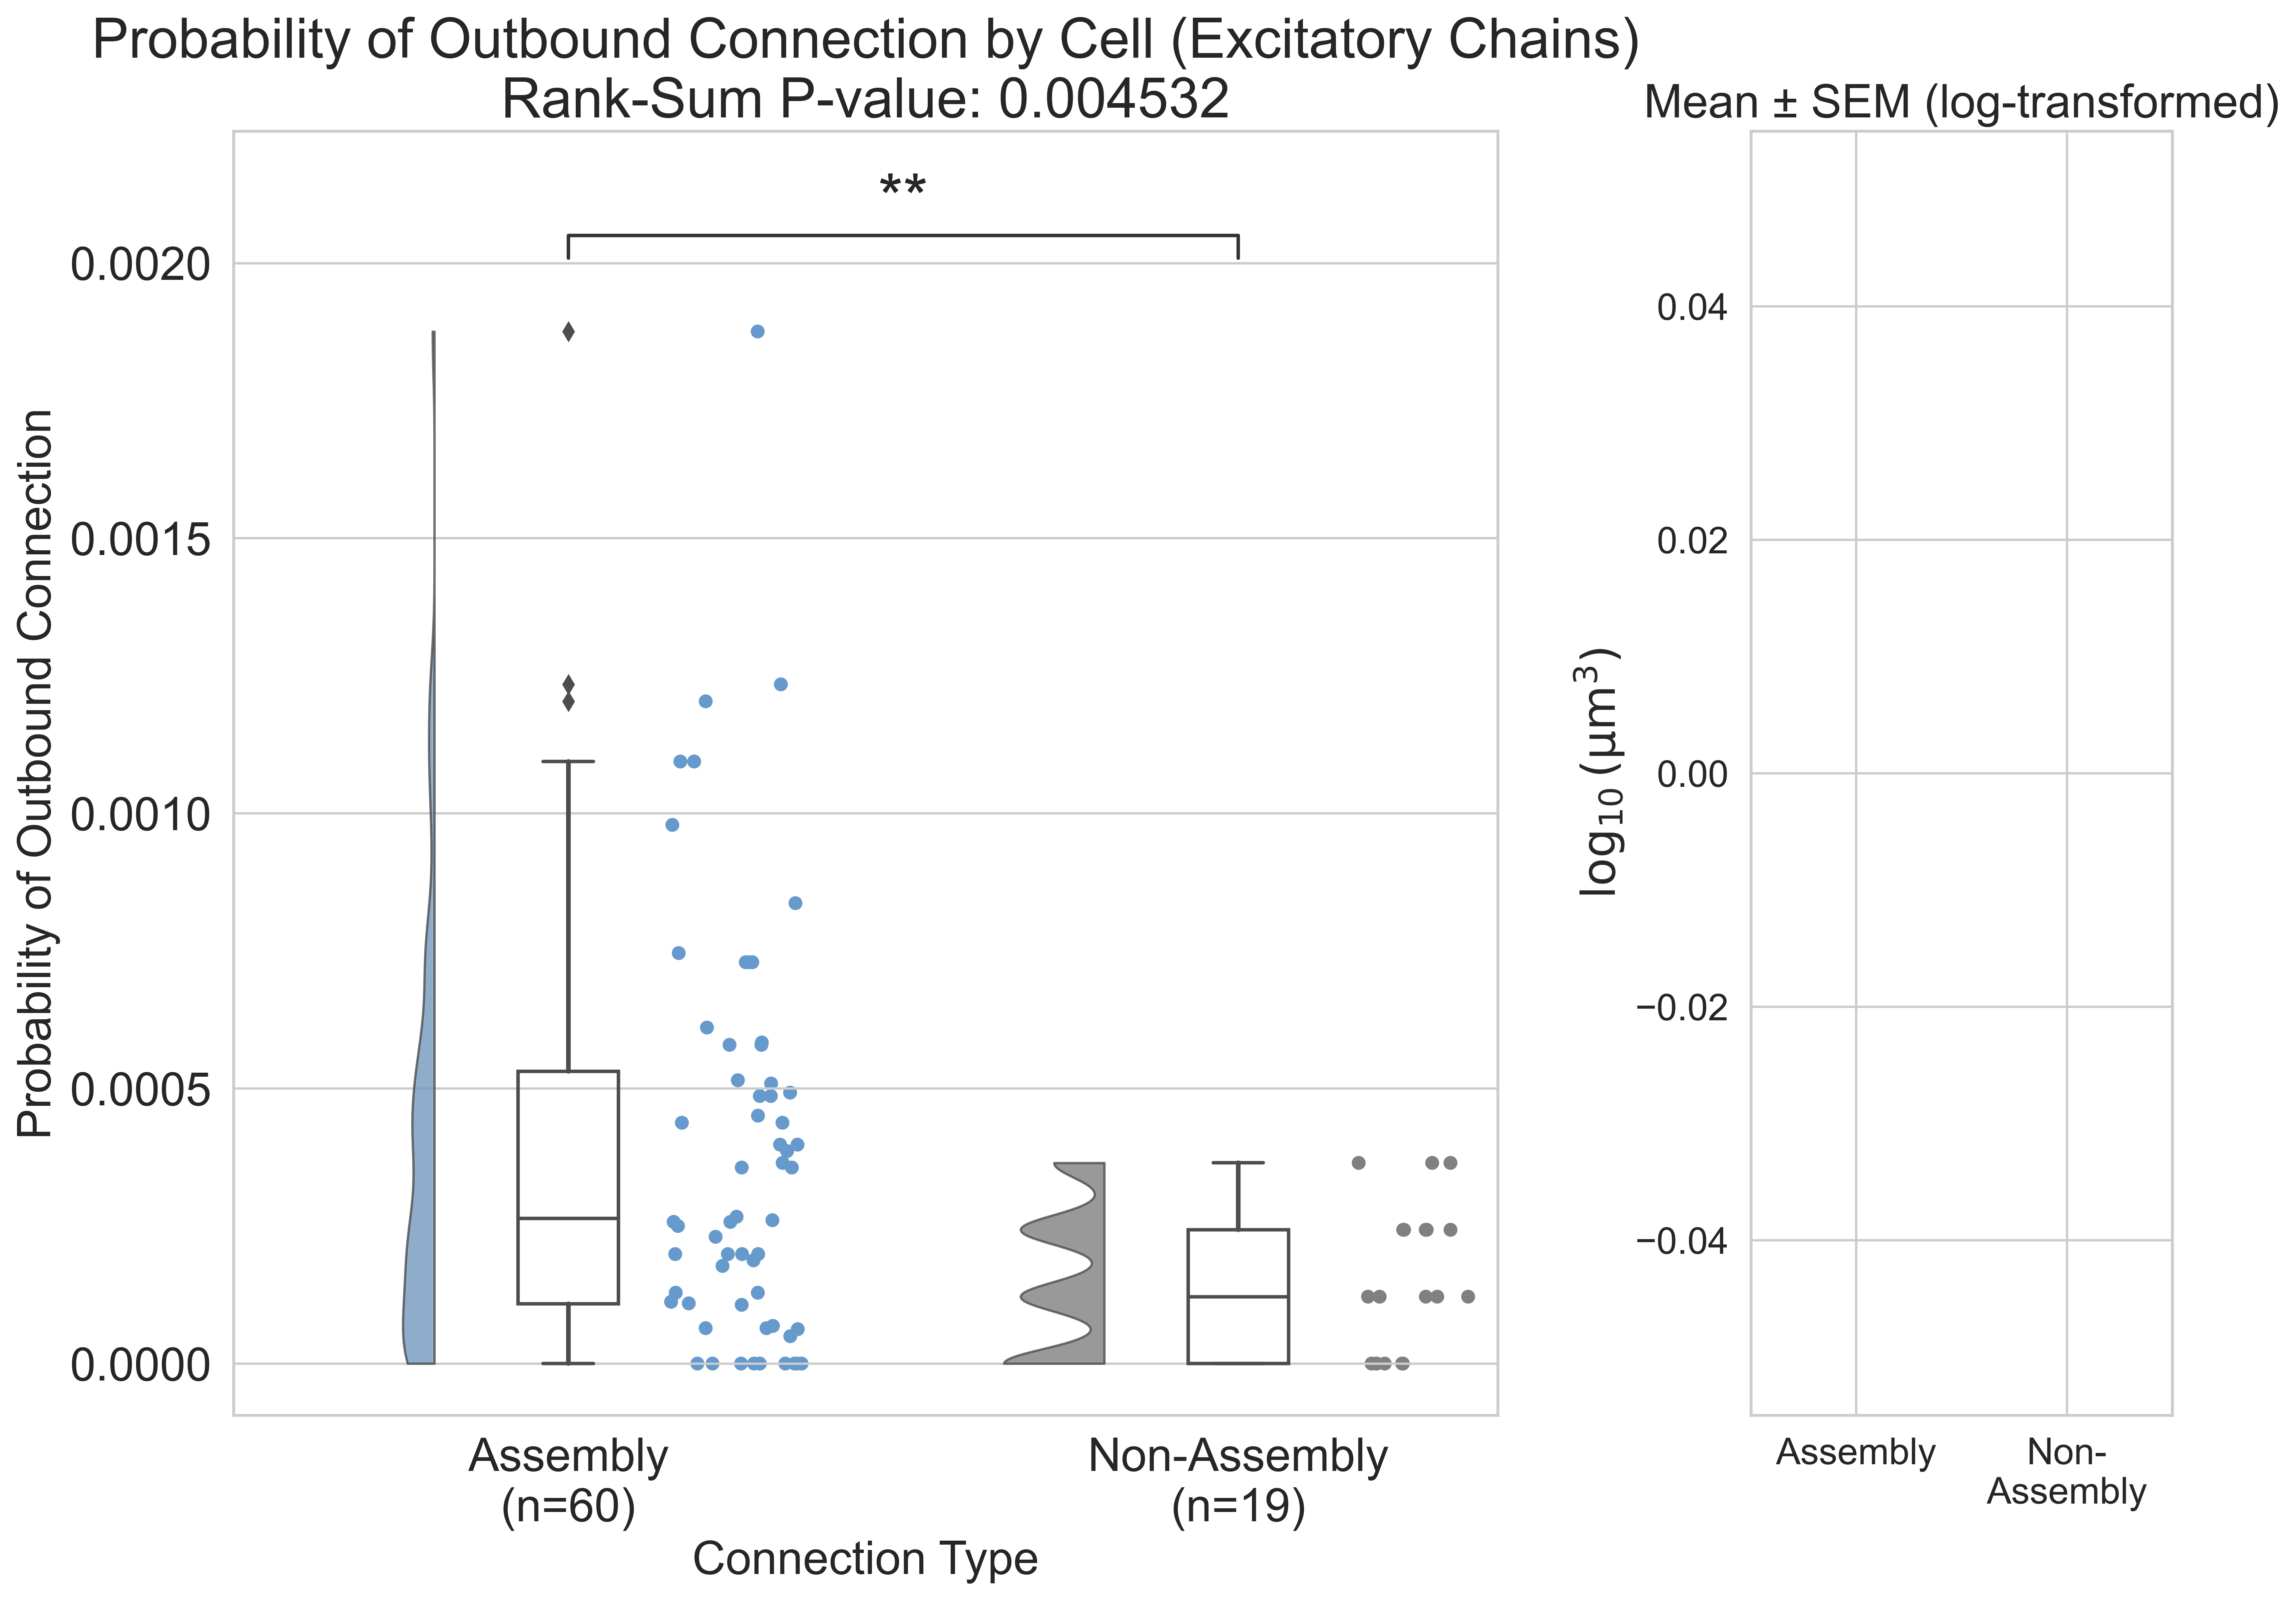 Probability of Outbound Connection by Cell (Excitatory Chains)
Rank-Sum P-value: 0.004532
Mean ± SEM (log-transformed)
**
Probability of Outbound Connection
0.0020
0.0015
0.0010
0.0005
0.0000
Assembly
(n=60)
Non-Assembly
(n=19)
Connection Type
log₁₀ (μm³)
0.04
0.02
0.00
−0.02
−0.04
Assembly
Non-
Assembly